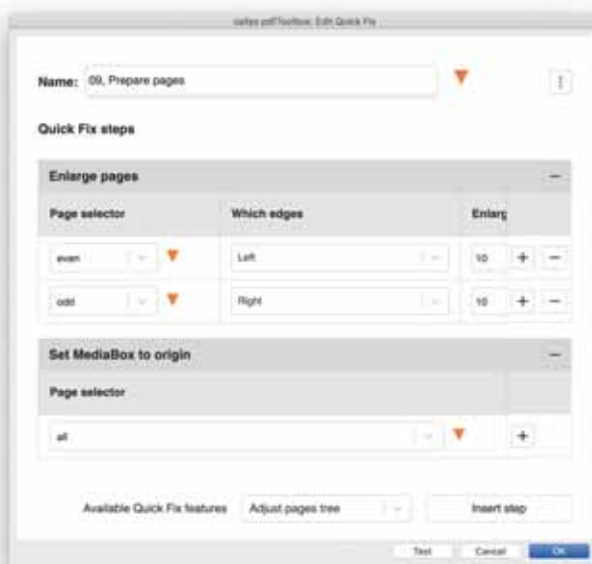 callas pdfToolbox: Edit Quick Fix
Name: 09, Prepare pages
Quick Fix steps
Enlarge pages
Page selector Which edges Enlarg
even Left 10 + −
odd Right 10 + −
Set MediaBox to origin
Page selector
all +
Available Quick Fix features Adjust pages tree Insert step
Test Cancel OK